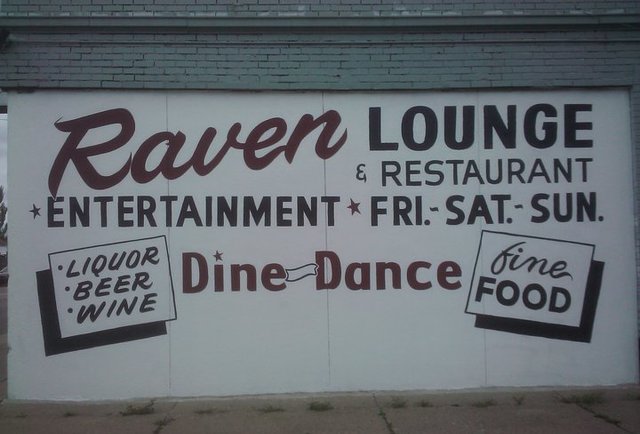 Raven LOUNGE
& RESTAURANT
ENTERTAINMENT FRI.-SAT.-SUN.
·LIQUOR
·BEER
·WINE
Dine Dance
fine
FOOD